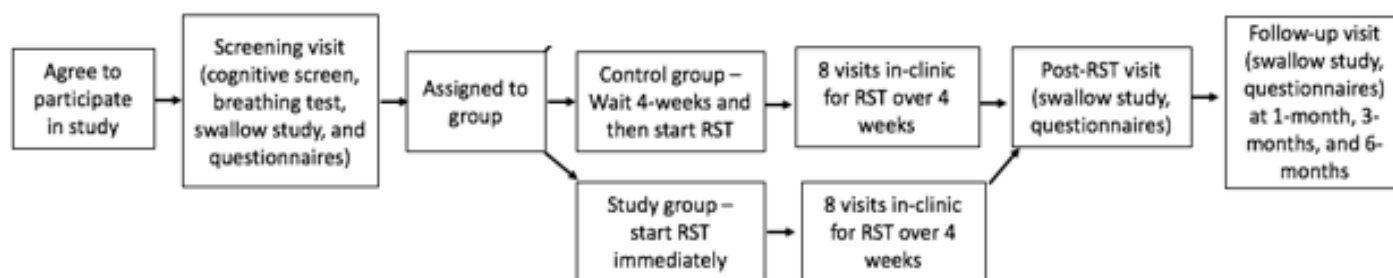 Agree to
participate
in study
Screening visit
(cognitive screen,
breathing test,
swallow study, and
questionnaires)
Assigned to
group
Control group –
Wait 4-weeks and
then start RST
8 visits in-clinic
for RST over 4
weeks
Study group –
start RST
immediately
8 visits in-clinic
for RST over 4
weeks
Post-RST visit
(swallow study,
questionnaires)
Follow-up visit
(swallow study,
questionnaires)
at 1-month, 3-
months, and 6-
months